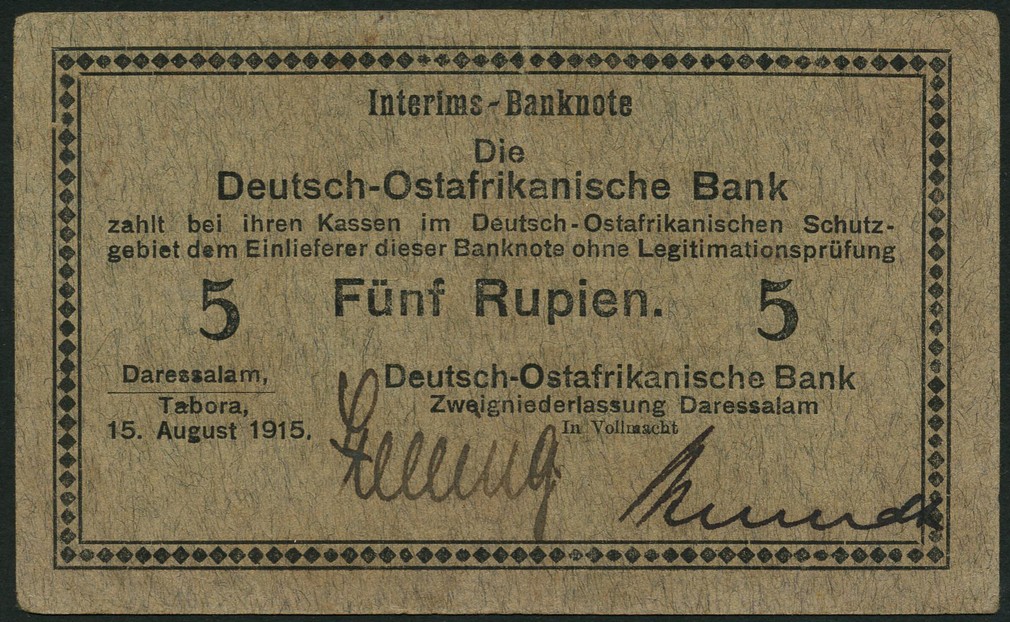 Interims-Banknote
Die
Deutsch-Ostafrikanische Bank
zahlt bei ihren Kassen im Deutsch-Ostafrikanischen Schutz-
gebiet dem Einlieferer dieser Banknote ohne Legitimationsprüfung
5 Fünf Rupien. 5
Daressalam,
Tabora,
15. August 1915.
Deutsch-Ostafrikanische Bank
Zweigniederlassung Daressalam
In Vollmacht